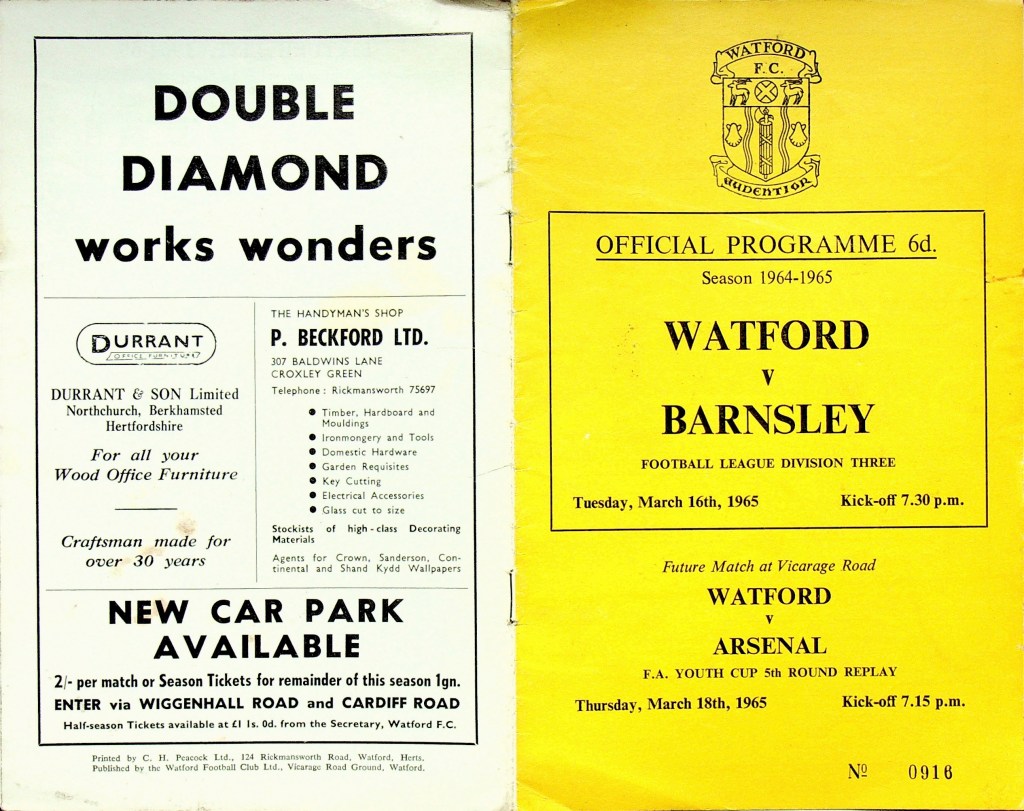 DOUBLE
DIAMOND
works wonders
DURRANT
OFFICE FURNITURE
DURRANT & SON Limited
Northchurch, Berkhamsted
Hertfordshire
For all your
Wood Office Furniture
Craftsman made for
over 30 years
THE HANDYMAN'S SHOP
P. BECKFORD LTD.
307 BALDWINS LANE
CROXLEY GREEN
Telephone : Rickmansworth 75697
● Timber, Hardboard and
Mouldings
● Ironmongery and Tools
● Domestic Hardware
● Garden Requisites
● Key Cutting
● Electrical Accessories
● Glass cut to size
Stockists of high-class Decorating
Materials
Agents for Crown, Sanderson, Con-
tinental and Shand Kydd Wallpapers
NEW CAR PARK
AVAILABLE
2/- per match or Season Tickets for remainder of this season 1gn.
ENTER via WIGGENHALL ROAD and CARDIFF ROAD
Half-season Tickets available at £1 1s. 0d. from the Secretary, Watford F.C.
Printed by C. H. Peacock Ltd., 124 Rickmansworth Road, Watford, Herts.
Published by the Watford Football Club Ltd., Vicarage Road Ground, Watford.
WATFORD
F.C.
AUDENTIOR
OFFICIAL PROGRAMME 6d.
Season 1964-1965
WATFORD
v
BARNSLEY
FOOTBALL LEAGUE DIVISION THREE
Tuesday, March 16th, 1965 Kick-off 7.30 p.m.
Future Match at Vicarage Road
WATFORD
v
ARSENAL
F.A. YOUTH CUP 5th ROUND REPLAY
Thursday, March 18th, 1965 Kick-off 7.15 p.m.
Nº 0916